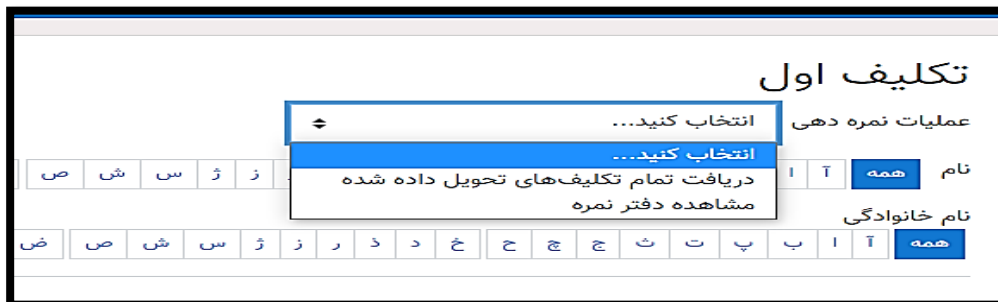 تکلیف اول
عملیات نمره دهی انتخاب کنید...
انتخاب کنید...
دریافت تمام تکلیف‌های تحویل داده شده
مشاهده دفتر نمره
نام همه آ ا ز ژ س ش ص
نام خانوادگی
همه آ ا ب پ ت ث ج چ ح خ د ذ ر ز ژ س ش ص ض